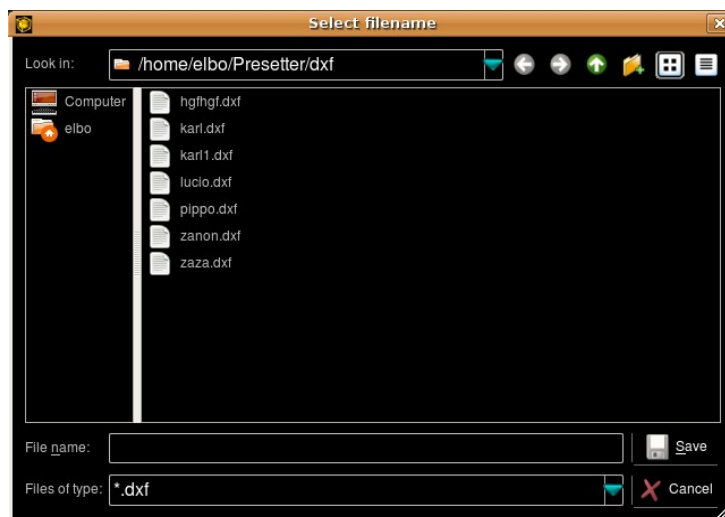 Select filename
Look in: /home/elbo/Presetter/dxf
Computer
elbo
hgfhgf.dxf
karl.dxf
karl1.dxf
lucio.dxf
pippo.dxf
zanon.dxf
zaza.dxf
File name: Save
Files of type: *.dxf Cancel